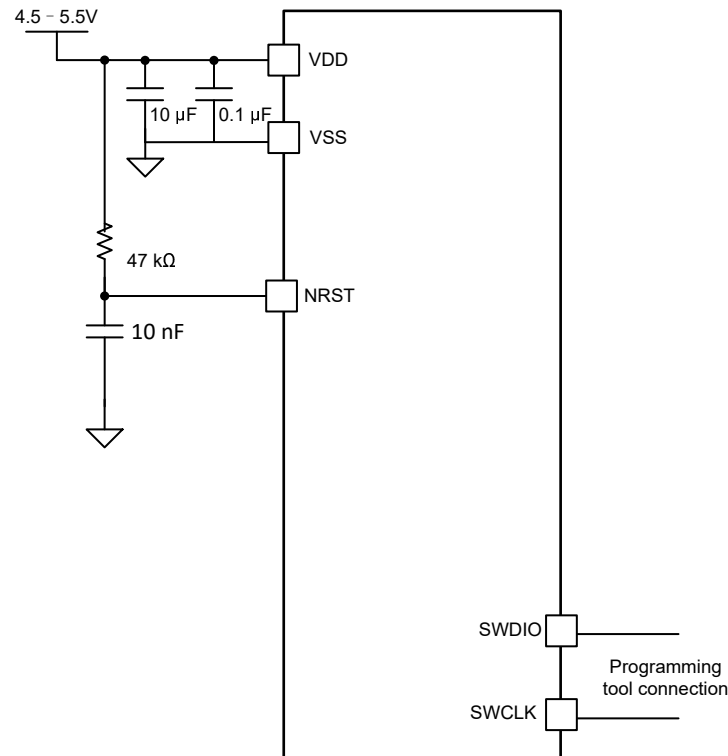 4.5 - 5.5V
VDD
10 µF
0.1 µF
VSS
47 kΩ
NRST
10 nF
SWDIO
Programming
tool connection
SWCLK